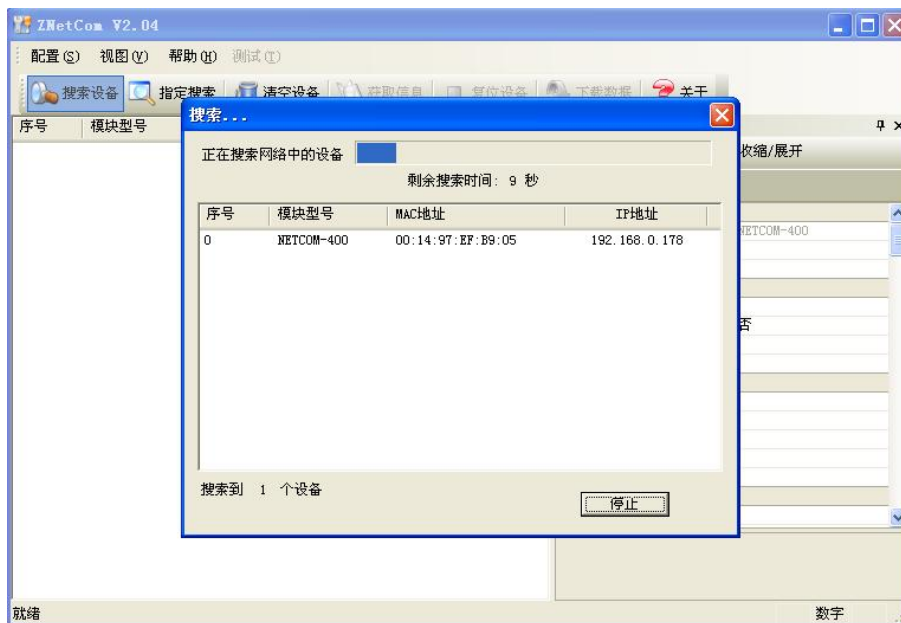 ZNetCom V2.04
配置(S) 视图(V) 帮助(H) 测试(T)
搜索设备 指定搜索 清空设备 获取信息 复位设备 下载数据 关于
序号 模块型号
搜索...
收缩/展开
正在搜索网络中的设备
剩余搜索时间: 9 秒
序号 模块型号 MAC地址 IP地址
0 NETCOM-400 00:14:97:EF:B9:05 192.168.0.178
NETCOM-400
否
搜索到 1 个设备
停止
就绪 数字